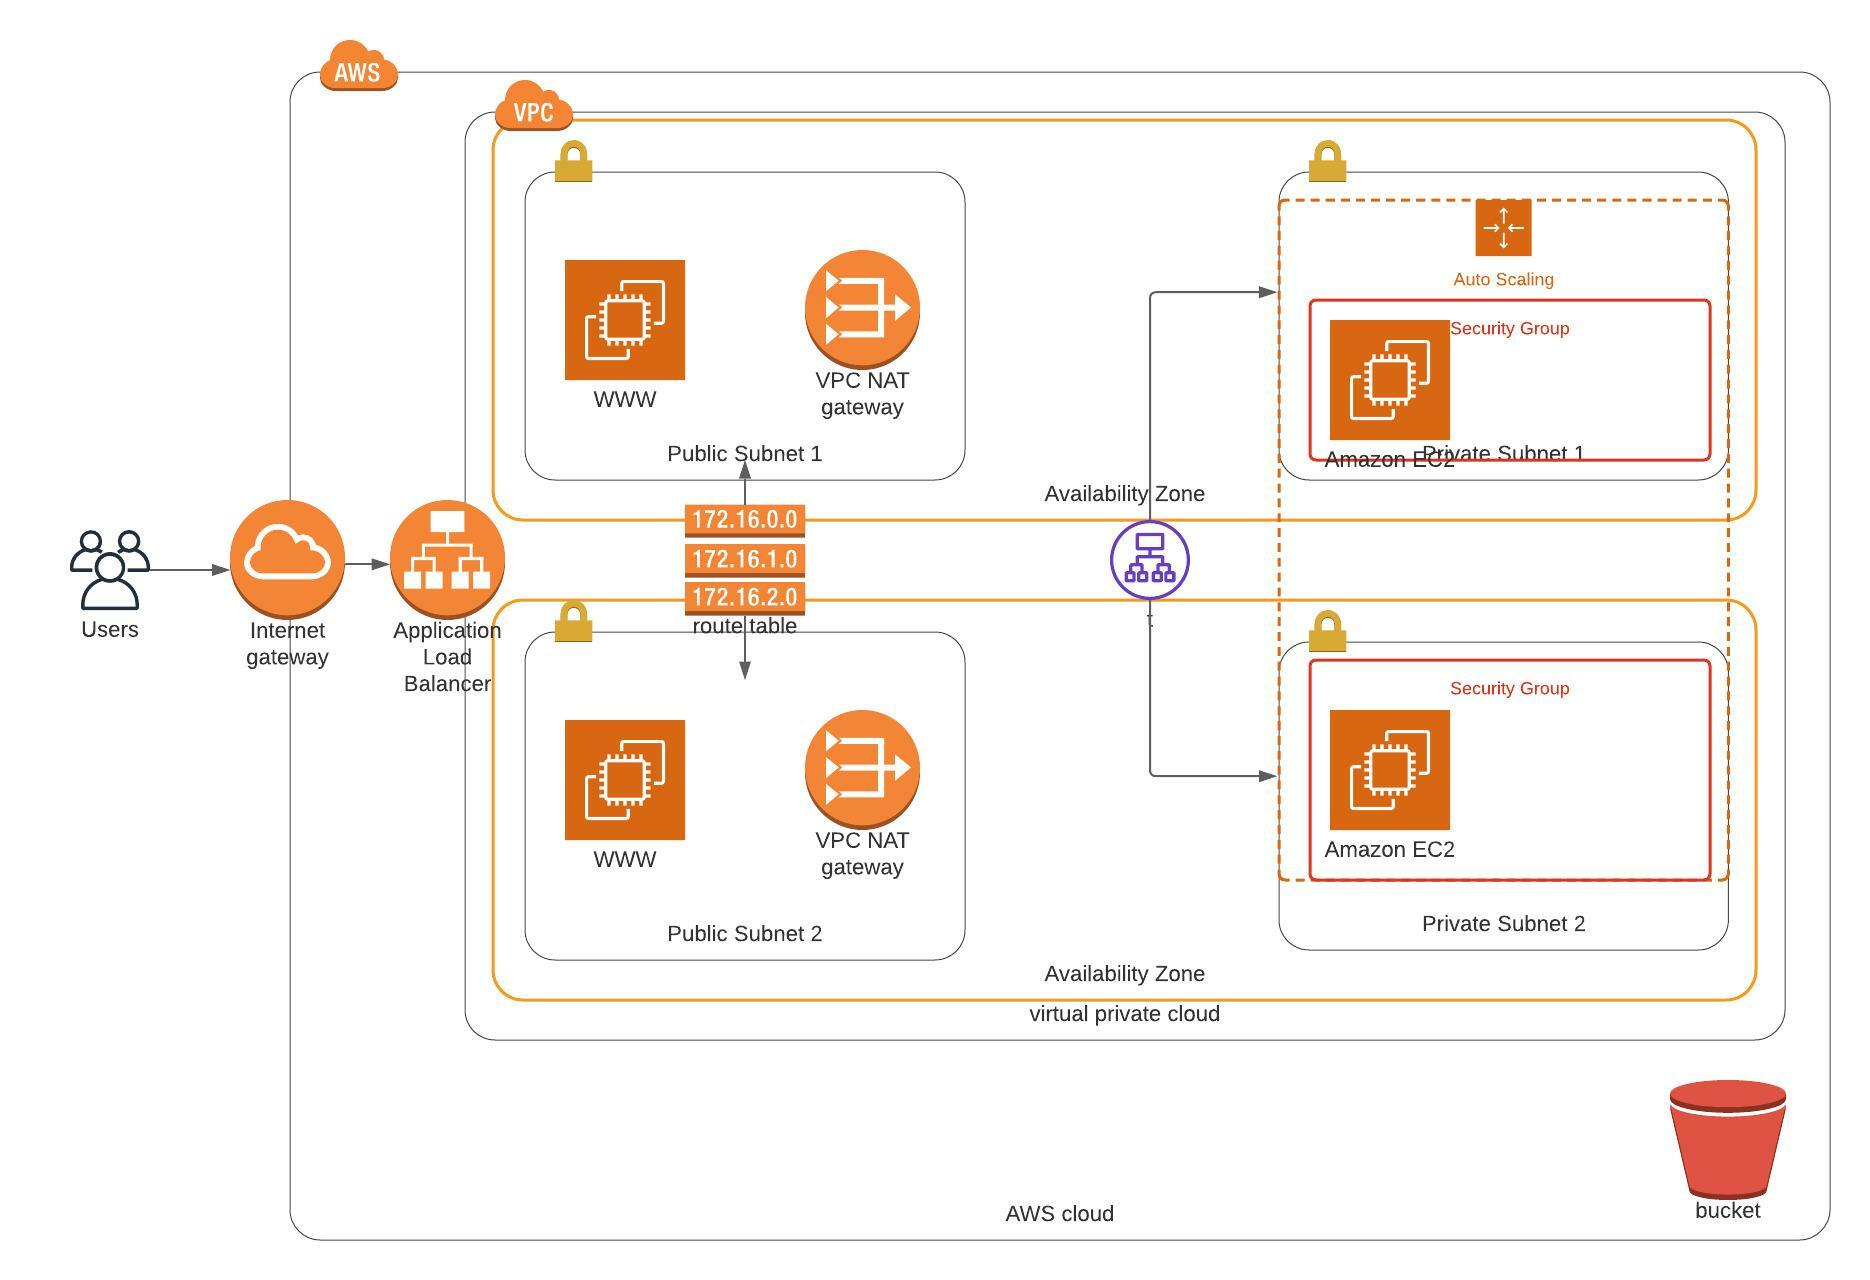 AWS
VPC
Auto Scaling
Security Group
WWW
VPC NAT
gateway
Public Subnet 1
Private Subnet 1
Amazon EC2
Availability Zone
172.16.0.0
172.16.1.0
172.16.2.0
route table
Users
Internet
gateway
Application
Load
Balancer
Security Group
WWW
VPC NAT
gateway
Amazon EC2
Public Subnet 2
Private Subnet 2
Availability Zone
virtual private cloud
bucket
AWS cloud